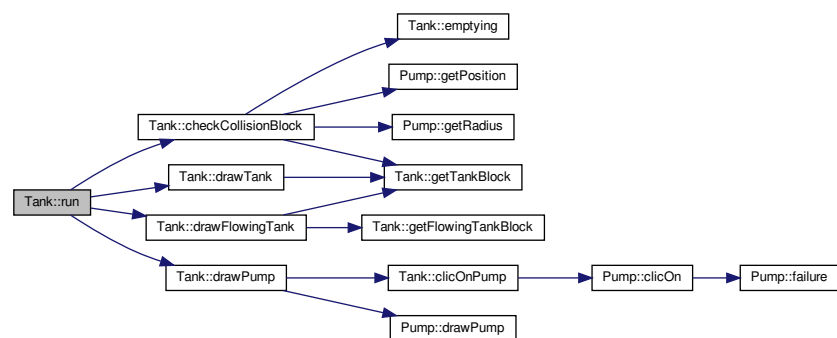 Tank::run
Tank::checkCollisionBlock
Tank::drawTank
Tank::drawFlowingTank
Tank::drawPump
Tank::emptying
Pump::getPosition
Pump::getRadius
Tank::getTankBlock
Tank::getFlowingTankBlock
Tank::clicOnPump
Pump::drawPump
Pump::clicOn
Pump::failure